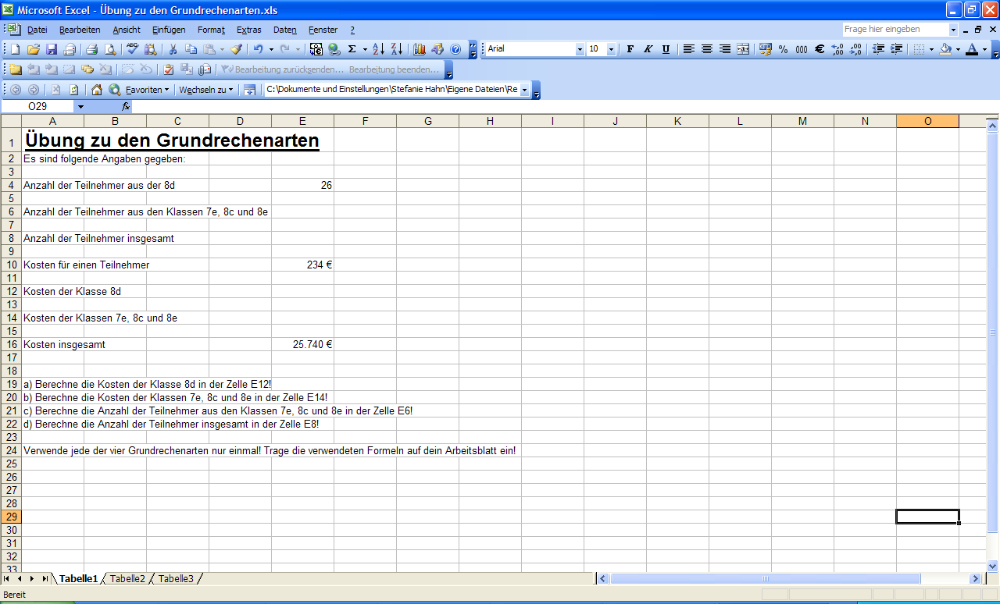 Microsoft Excel - Übung zu den Grundrechenarten.xls
Datei Bearbeiten Ansicht Einfügen Format Extras Daten Fenster ? Frage hier eingeben
Arial 10 F K U % 000 €
Bearbeitung zurücksenden... Bearbeitung beenden...
Favoriten Wechseln zu C:\Dokumente und Einstellungen\Stefanie Hahn\Eigene Dateien\Re
O29 fx
A B C D E F G H I J K L M N O
1 Übung zu den Grundrechenarten
2 Es sind folgende Angaben gegeben:
3
4 Anzahl der Teilnehmer aus der 8d 26
5
6 Anzahl der Teilnehmer aus den Klassen 7e, 8c und 8e
7
8 Anzahl der Teilnehmer insgesamt
9
10 Kosten für einen Teilnehmer 234 €
11
12 Kosten der Klasse 8d
13
14 Kosten der Klassen 7e, 8c und 8e
15
16 Kosten insgesamt 25.740 €
17
18
19 a) Berechne die Kosten der Klasse 8d in der Zelle E12!
20 b) Berechne die Kosten der Klassen 7e, 8c und 8e in der Zelle E14!
21 c) Berechne die Anzahl der Teilnehmer aus den Klassen 7e, 8c und 8e in der Zelle E6!
22 d) Berechne die Anzahl der Teilnehmer insgesamt in der Zelle E8!
23
24 Verwende jede der vier Grundrechenarten nur einmal! Trage die verwendeten Formeln auf dein Arbeitsblatt ein!
25
26
27
28
29
30
31
32
33
Tabelle1 Tabelle2 Tabelle3
Bereit